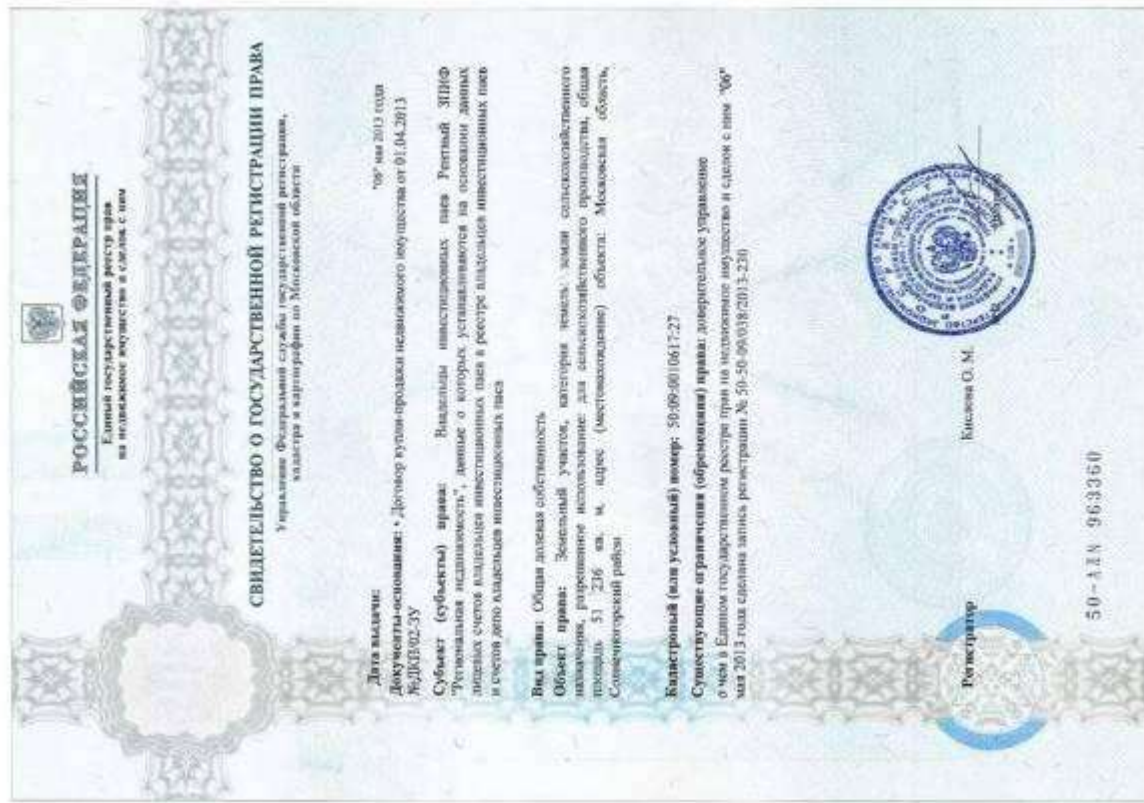 РОССИЙСКАЯ ФЕДЕРАЦИЯ
Единый государственный реестр прав
на недвижимое имущество и сделок с ним
СВИДЕТЕЛЬСТВО О ГОСУДАРСТВЕННОЙ РЕГИСТРАЦИИ ПРАВА
Управление Федеральной службы государственной регистрации,
кадастра и картографии по Московской области
Дата выдачи: "06" мая 2013 года
Документы-основания: • Договор купли-продажи недвижимого имущества от 01.04.2013
№ДКП/02-ЗУ
Субъект (субъекты) права: Владельцы инвестиционных паев Рентный ЗПИФ
"Региональная недвижимость", данные о которых устанавливаются на основании данных
лицевых счетов владельцев инвестиционных паев в реестре владельцев инвестиционных паев
и счетов депо владельцев инвестиционных паев
Вид права: Общая долевая собственность
Объект права: Земельный участок, категория земель: земли сельскохозяйственного
назначения, разрешенное использование: для сельскохозяйственного производства, общая
площадь 51 236 кв. м, адрес (местонахождение) объекта: Московская область,
Солнечногорский район
Кадастровый (или условный) номер: 50:09:0010617:27
Существующие ограничения (обременения) права: доверительное управление
о чем в Едином государственном реестре прав на недвижимое имущество и сделок с ним "06"
мая 2013 года сделана запись регистрации № 50-50-09/038/2013-230
Регистратор Кислова О. М.
963360